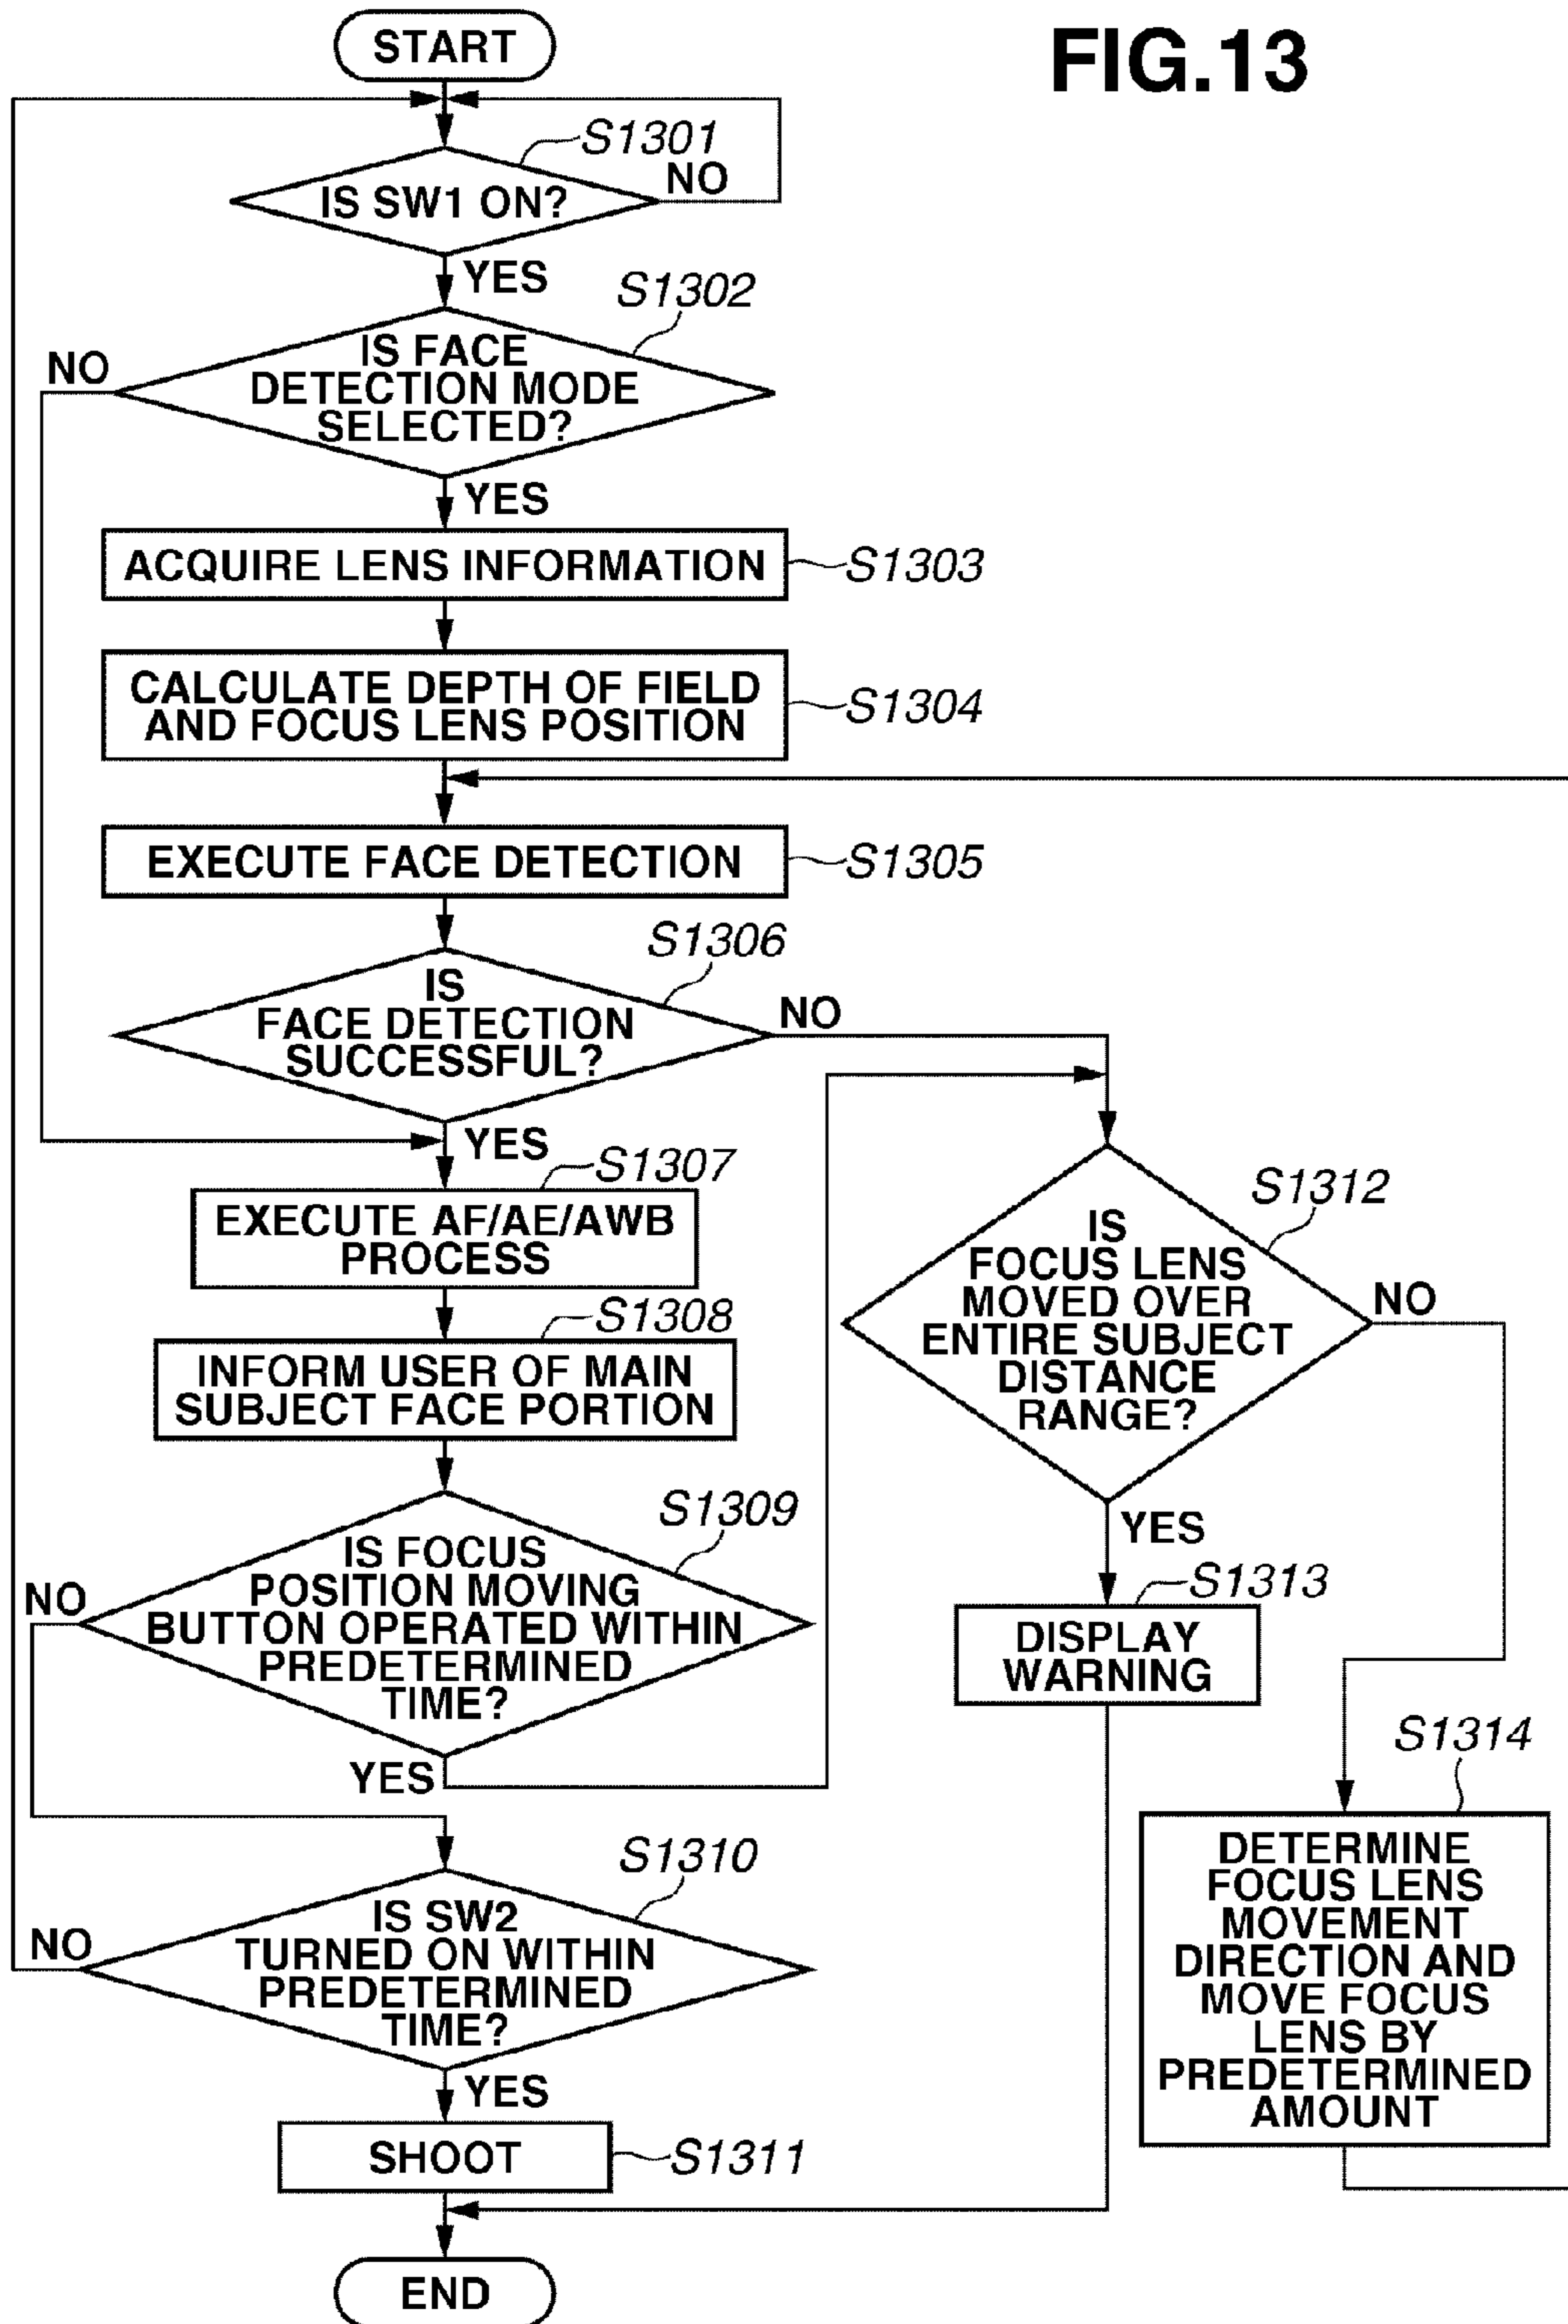 FIG.13
START
S1301
IS SW1 ON?
NO
YES
S1302
IS FACE
DETECTION MODE
SELECTED?
NO
YES
ACQUIRE LENS INFORMATION
S1303
CALCULATE DEPTH OF FIELD
AND FOCUS LENS POSITION
S1304
EXECUTE FACE DETECTION
S1305
S1306
IS
FACE DETECTION
SUCCESSFUL?
NO
YES
S1307
EXECUTE AF/AE/AWB
PROCESS
S1308
INFORM USER OF MAIN
SUBJECT FACE PORTION
S1309
IS FOCUS
POSITION MOVING
BUTTON OPERATED WITHIN
PREDETERMINED
TIME?
NO
YES
S1310
IS SW2
TURNED ON WITHIN
PREDETERMINED
TIME?
NO
YES
SHOOT
S1311
END
S1312
IS
FOCUS LENS
MOVED OVER
ENTIRE SUBJECT
DISTANCE
RANGE?
NO
YES
S1313
DISPLAY
WARNING
S1314
DETERMINE
FOCUS LENS
MOVEMENT
DIRECTION AND
MOVE FOCUS
LENS BY
PREDETERMINED
AMOUNT